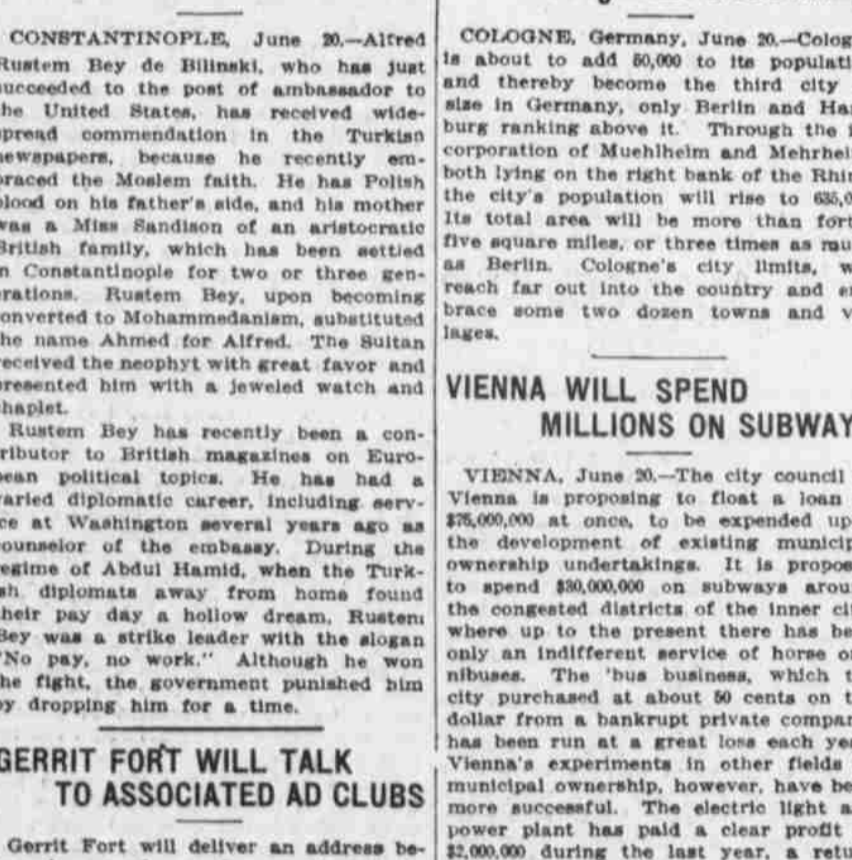 CONSTANTINOPLE, June 20.—Alfred
Rustem Bey de Bilinski, who has just
succeeded to the post of ambassador to
the United States, has received wide-
spread commendation in the Turkish
newspapers, because he recently em-
braced the Moslem faith. He has Polish
blood on his father's side, and his mother
was a Miss Sandison of an aristocratic
British family, which has been settled
in Constantinople for two or three gen-
erations. Rustem Bey, upon becoming
converted to Mohammedanism, substituted
the name Ahmed for Alfred. The Sultan
received the neophyt with great favor and
presented him with a jeweled watch and
chaplet.
Rustem Bey has recently been a con-
tributor to British magazines on Euro-
pean political topics. He has had a
varied diplomatic career, including serv-
ice at Washington several years ago as
counselor of the embassy. During the
regime of Abdul Hamid, when the Turk-
ish diplomats away from home found
their pay day a hollow dream, Rustem
Bey was a strike leader with the slogan
"No pay, no work." Although he won
the fight, the government punished him
by dropping him for a time.
GERRIT FORT WILL TALK
TO ASSOCIATED AD CLUBS
Gerrit Fort will deliver an address be-
COLOGNE, Germany, June 20.—Colog
is about to add 50,000 to its populati
and thereby become the third city
size in Germany, only Berlin and Ha
burg ranking above it. Through the i
corporation of Muehlheim and Mehrhei
both lying on the right bank of the Rhi
the city's population will rise to 635,0
Its total area will be more than fort
five square miles, or three times as mu
as Berlin. Cologne's city limits, w
reach far out into the country and e
brace some two dozen towns and v
lages.
VIENNA WILL SPEND
MILLIONS ON SUBWAY
VIENNA, June 20.—The city council
Vienna is proposing to float a loan
$75,000,000 at once, to be expended up
the development of existing municip
ownership undertakings. It is propose
to spend $30,000,000 on subways arou
the congested districts of the inner ci
where up to the present there has be
only an indifferent service of horse o
nibuses. The 'bus business, which t
city purchased at about 50 cents on t
dollar from a bankrupt private compan
has been run at a great loss each ye
Vienna's experiments in other fields
municipal ownership, however, have be
more successful. The electric light a
power plant has paid a clear profit
$2,000,000 during the last year, a retu